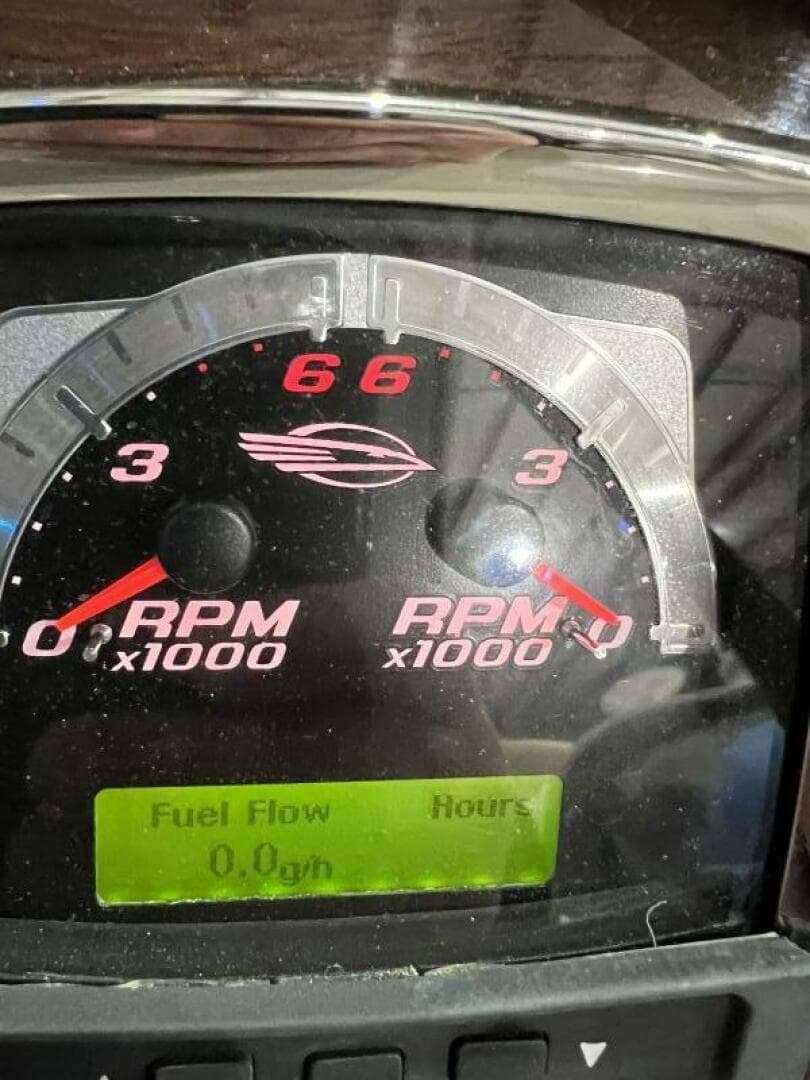 6 6
3 3
0 RPM RPM 0
x1000 x1000
Fuel Flow Hours
0.0g/h